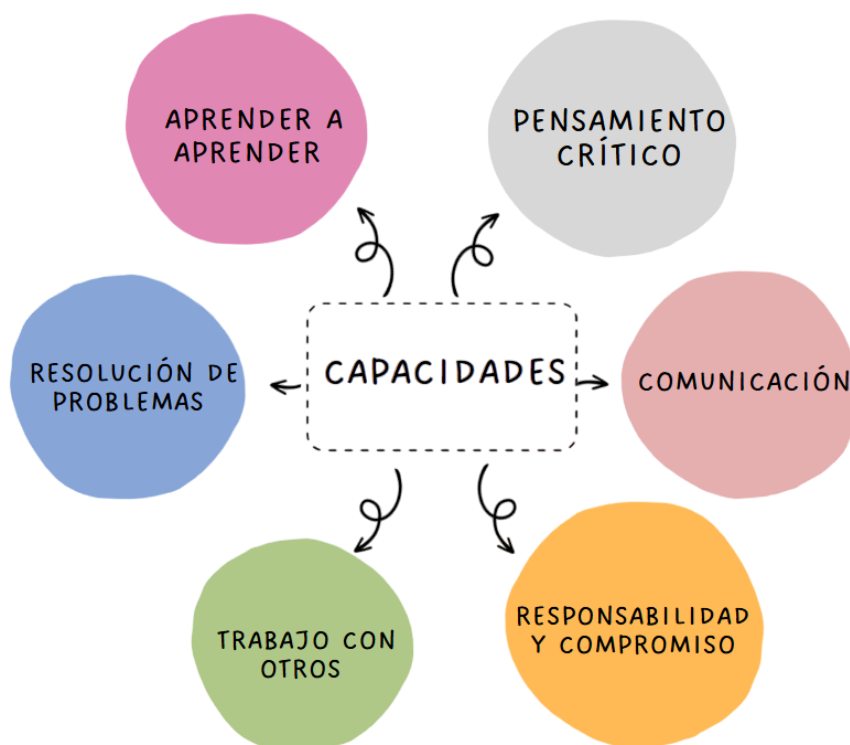 APRENDER A
APRENDER
PENSAMIENTO
CRÍTICO
RESOLUCIÓN DE
PROBLEMAS
CAPACIDADES
COMUNICACIÓN
TRABAJO CON
OTROS
RESPONSABILIDAD
Y COMPROMISO